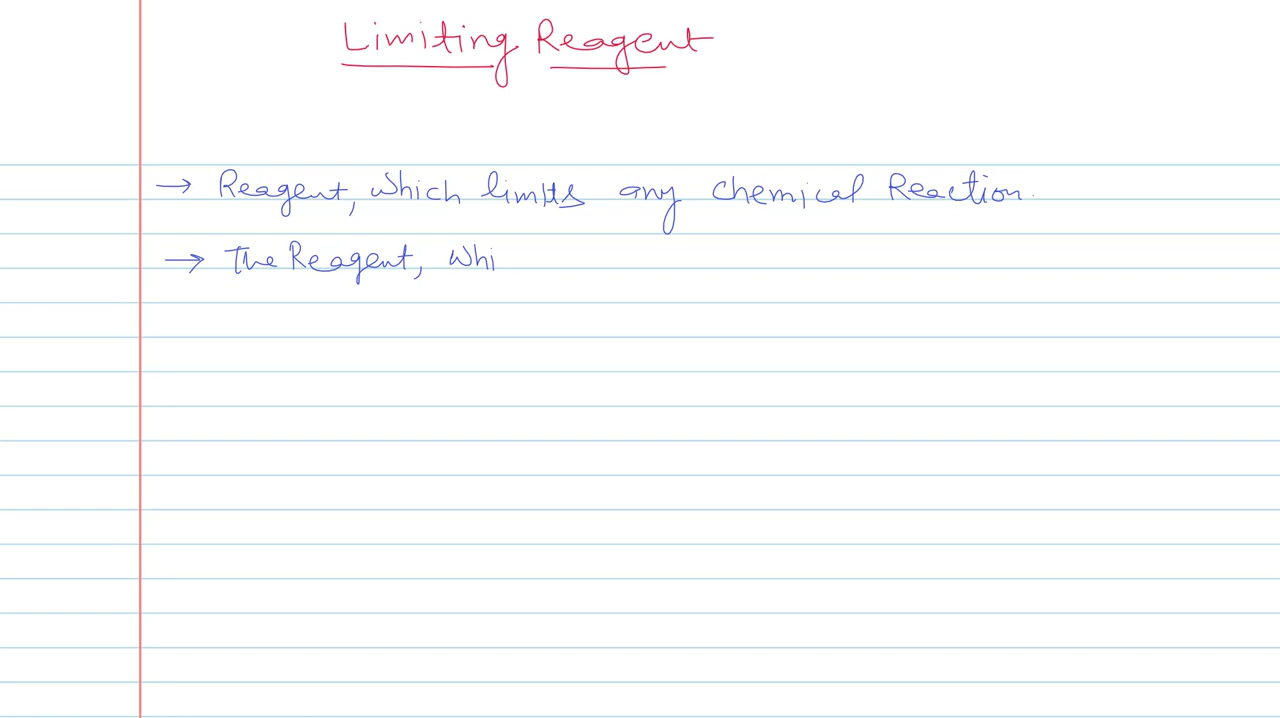 Limiting Reagent
→ Reagent, which limits any chemical Reaction.
→ The Reagent, Whi